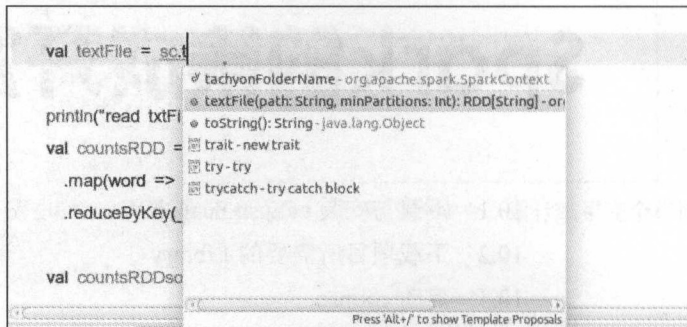 val textFile = sc.t
tachyonFolderName - org.apache.spark.SparkContext
textFile(path: String, minPartitions: Int): RDD[String] - or
println("read txtFi
toString(): String - java.lang.Object
val countsRDD =
trait - new trait
try - try
.map(word =>
trycatch - try catch block
.reduceByKey(_
val countsRDDso
Press 'Alt+/' to show Template Proposals